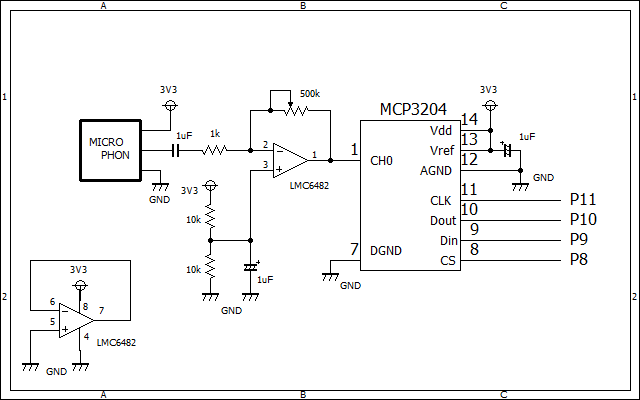 A B C
1
3V3
MICRO
PHON
1uF
1k
GND
500k
2
3
1
LMC6482
3V3
10k
10k
1uF
GND
MCP3204
3V3
1 CH0
Vdd 14
Vref 13
AGND 12
1uF
GND
CLK 11 P11
Dout 10 P10
Din 9 P9
CS 8 P8
7 DGND
GND
1
2
3V3
6
5
8
7
4
LMC6482
GND
2
A B C